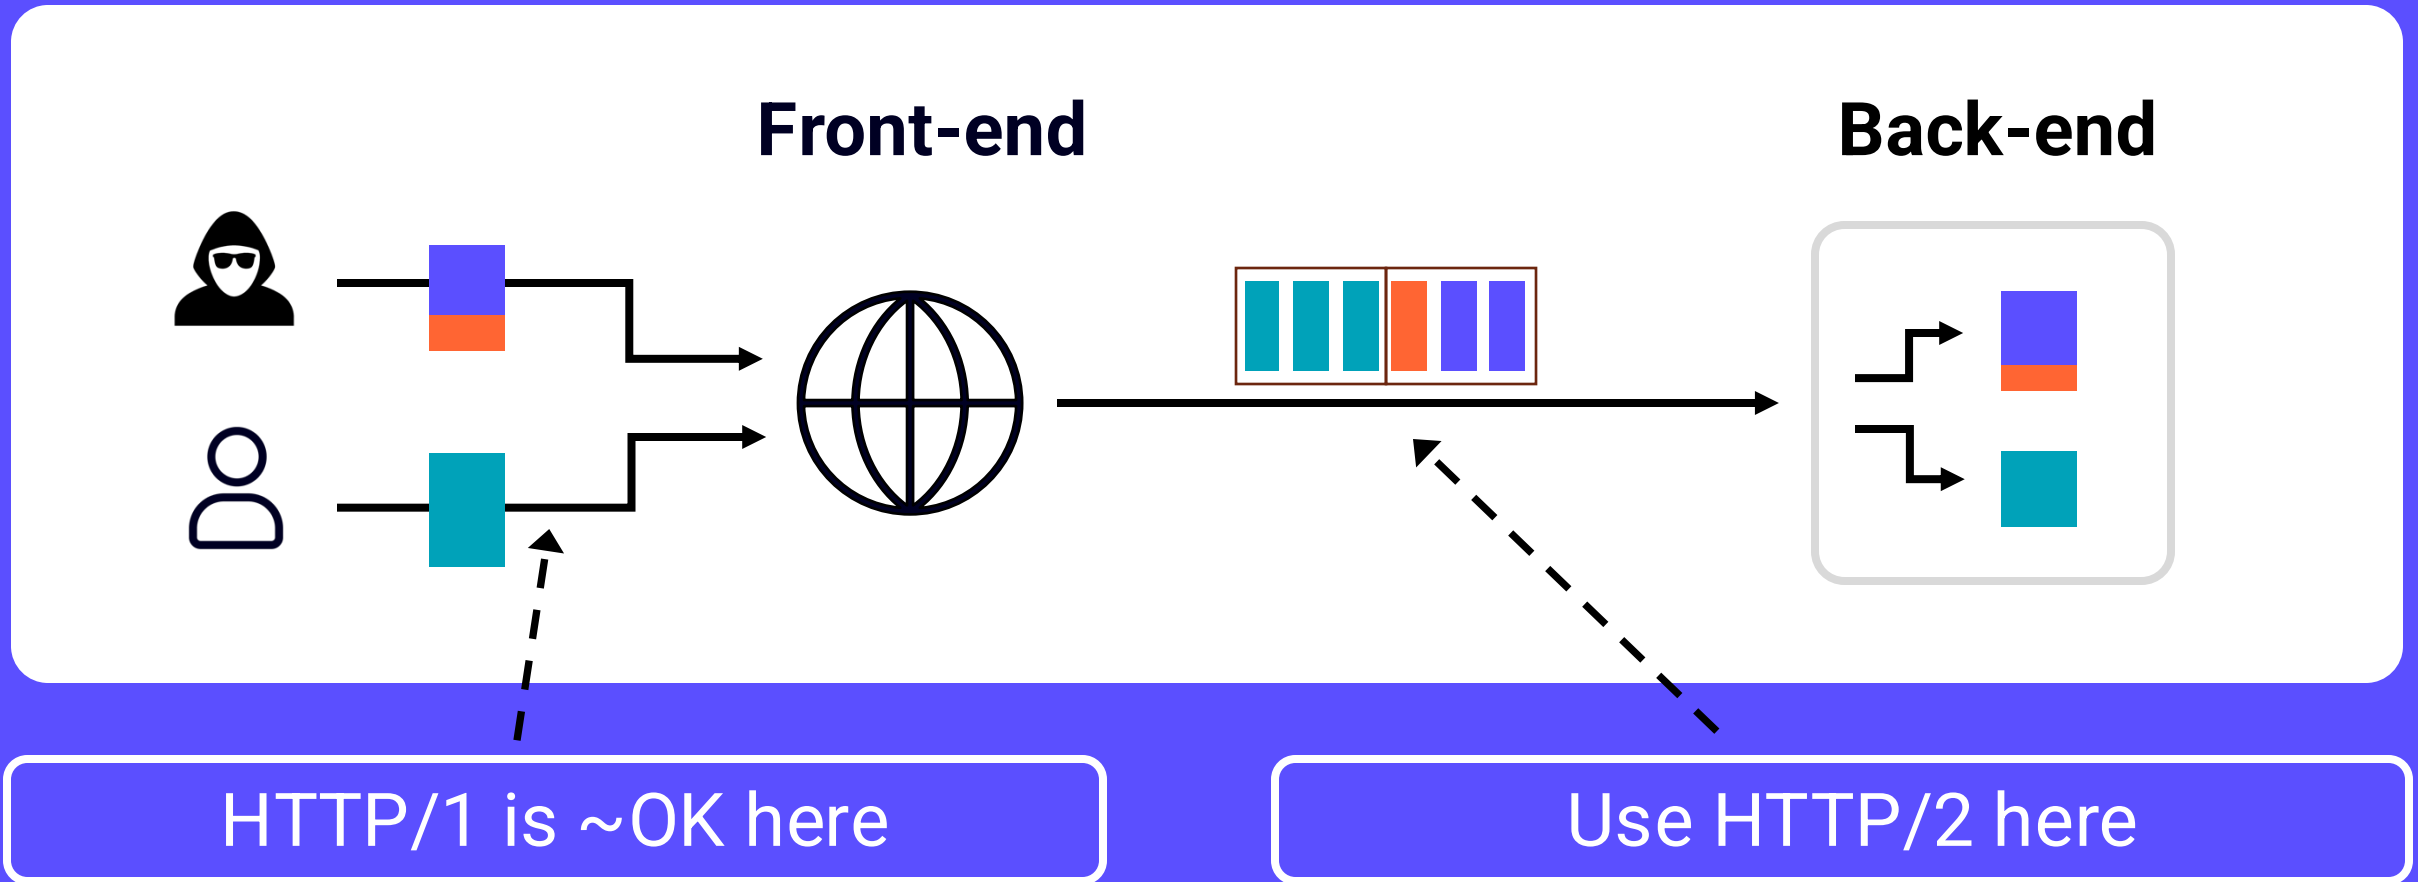 Front-end
Back-end
HTTP/1 is ~OK here
Use HTTP/2 here